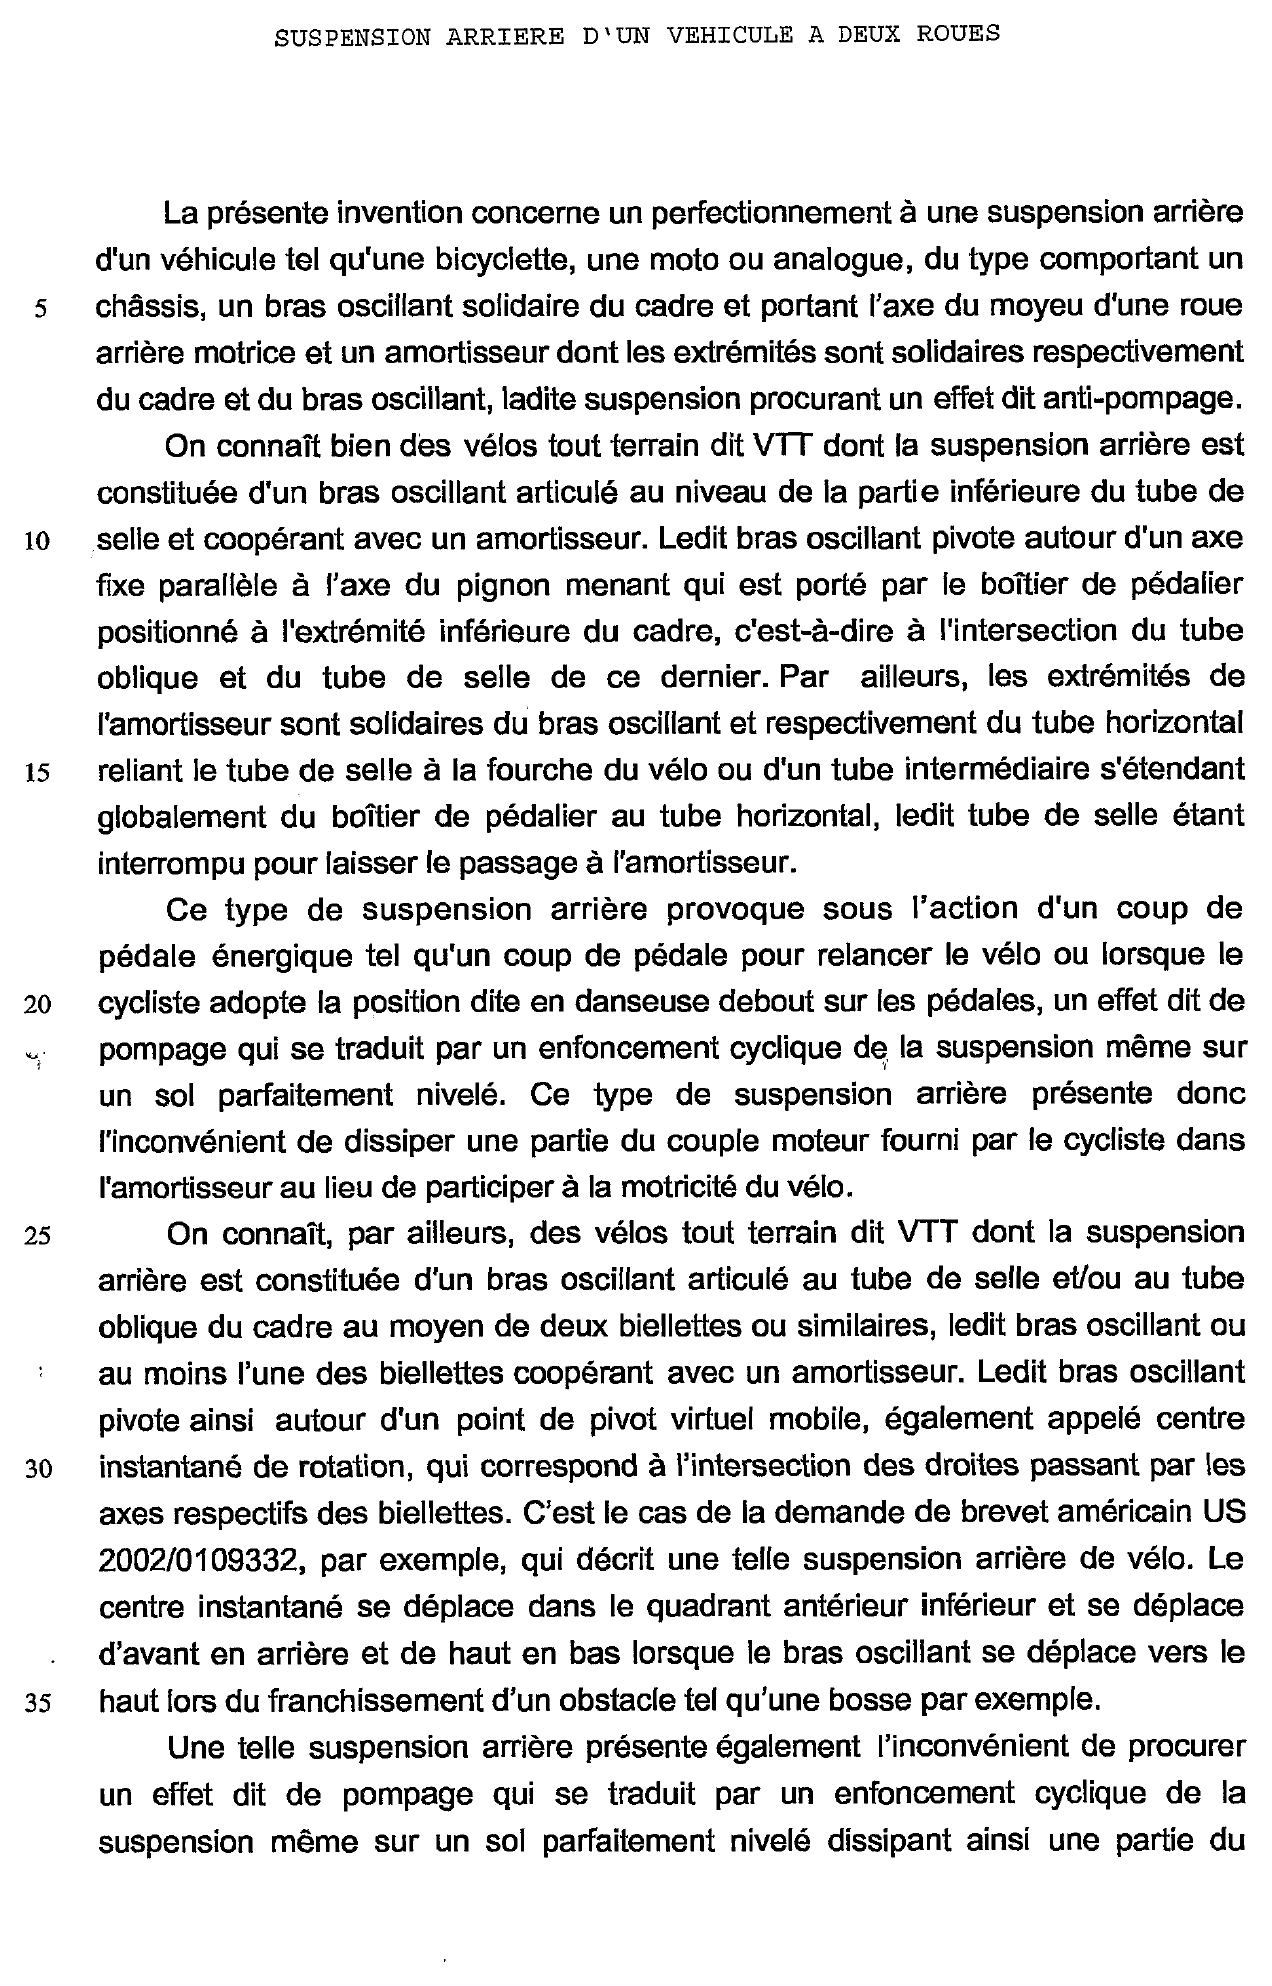 SUSPENSION ARRIERE D'UN VEHICULE A DEUX ROUES
La présente invention concerne un perfectionnement à une suspension arrière
d'un véhicule tel qu'une bicyclette, une moto ou analogue, du type comportant un
5 châssis, un bras oscillant solidaire du cadre et portant l'axe du moyeu d'une roue
arrière motrice et un amortisseur dont les extrémités sont solidaires respectivement
du cadre et du bras oscillant, ladite suspension procurant un effet dit anti-pompage.
On connaît bien des vélos tout terrain dit VTT dont la suspension arrière est
constituée d'un bras oscillant articulé au niveau de la partie inférieure du tube de
10 selle et coopérant avec un amortisseur. Ledit bras oscillant pivote autour d'un axe
fixe parallèle à l'axe du pignon menant qui est porté par le boîtier de pédalier
positionné à l'extrémité inférieure du cadre, c'est-à-dire à l'intersection du tube
oblique et du tube de selle de ce dernier. Par ailleurs, les extrémités de
l'amortisseur sont solidaires du bras oscillant et respectivement du tube horizontal
15 reliant le tube de selle à la fourche du vélo ou d'un tube intermédiaire s'étendant
globalement du boîtier de pédalier au tube horizontal, ledit tube de selle étant
interrompu pour laisser le passage à l'amortisseur.
Ce type de suspension arrière provoque sous l'action d'un coup de
pédale énergique tel qu'un coup de pédale pour relancer le vélo ou lorsque le
20 cycliste adopte la position dite en danseuse debout sur les pédales, un effet dit de
pompage qui se traduit par un enfoncement cyclique de la suspension même sur
un sol parfaitement nivelé. Ce type de suspension arrière présente donc
l'inconvénient de dissiper une partie du couple moteur fourni par le cycliste dans
l'amortisseur au lieu de participer à la motricité du vélo.
25 On connaît, par ailleurs, des vélos tout terrain dit VTT dont la suspension
arrière est constituée d'un bras oscillant articulé au tube de selle et/ou au tube
oblique du cadre au moyen de deux biellettes ou similaires, ledit bras oscillant ou
au moins l'une des biellettes coopérant avec un amortisseur. Ledit bras oscillant
pivote ainsi autour d'un point de pivot virtuel mobile, également appelé centre
30 instantané de rotation, qui correspond à l'intersection des droites passant par les
axes respectifs des biellettes. C'est le cas de la demande de brevet américain US
2002/0109332, par exemple, qui décrit une telle suspension arrière de vélo. Le
centre instantané se déplace dans le quadrant antérieur inférieur et se déplace
d'avant en arrière et de haut en bas lorsque le bras oscillant se déplace vers le
35 haut lors du franchissement d'un obstacle tel qu'une bosse par exemple.
Une telle suspension arrière présente également l'inconvénient de procurer
un effet dit de pompage qui se traduit par un enfoncement cyclique de la
suspension même sur un sol parfaitement nivelé dissipant ainsi une partie du